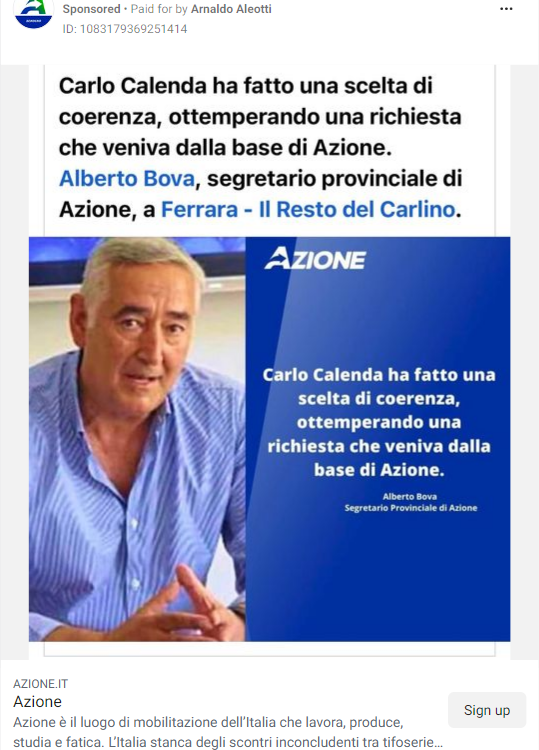 Sponsored • Paid for by Arnaldo Aleotti
ID: 1083179369251414
Carlo Calenda ha fatto una scelta di
coerenza, ottemperando una richiesta
che veniva dalla base di Azione.
Alberto Bova, segretario provinciale di
Azione, a Ferrara - Il Resto del Carlino.
AZIONE
Carlo Calenda ha fatto una
scelta di coerenza,
ottemperando una
richiesta che veniva dalla
base di Azione.
Alberto Bova
Segretario Provinciale di Azione
AZIONE.IT
Azione
Sign up
Azione è il luogo di mobilitazione dell'Italia che lavora, produce,
studia e fatica. L'Italia stanca degli scontri inconcludenti tra tifoserie...